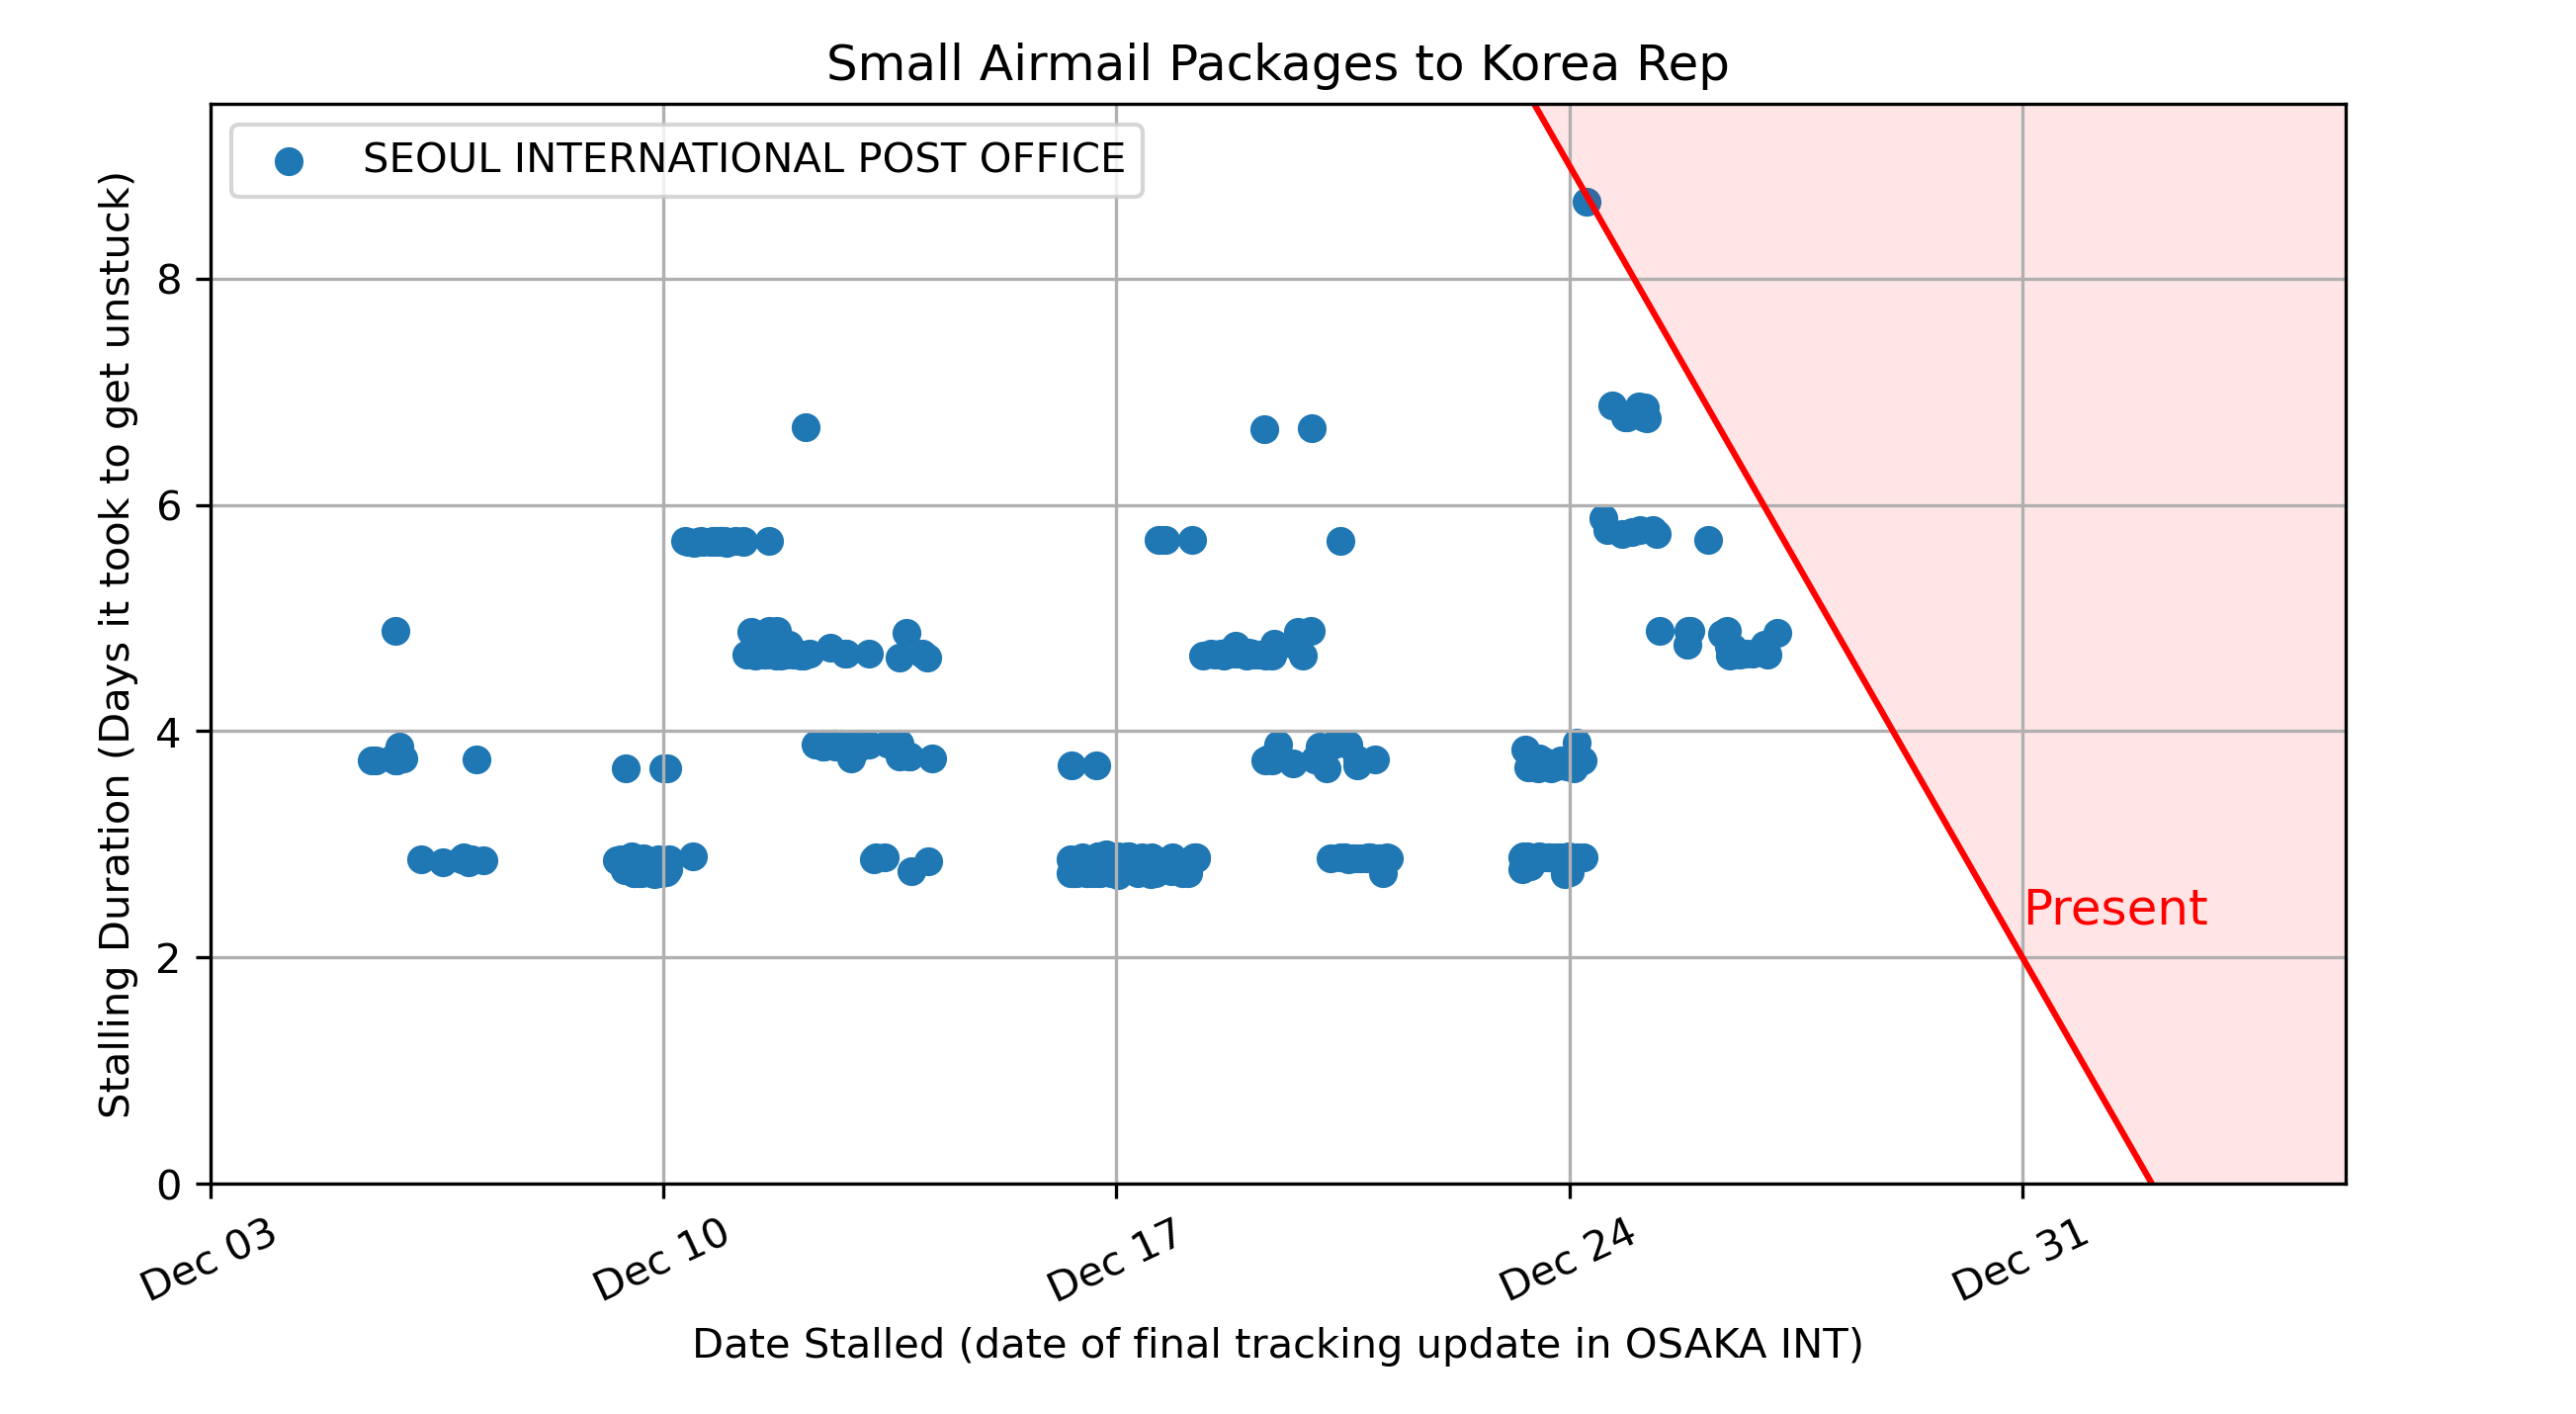 Small Airmail Packages to Korea Rep
SEOUL INTERNATIONAL POST OFFICE
Stalling Duration (Days it took to get unstuck)
8
6
4
2
0
Present
Dec 03
Dec 10
Dec 17
Dec 24
Dec 31
Date Stalled (date of final tracking update in OSAKA INT)